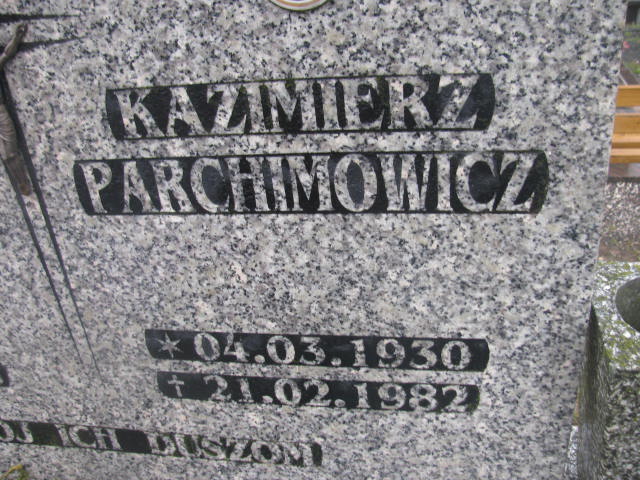 KAZIMIERZ
PARCHIMOWICZ
* 04.03.1930
✝ 21.02.1982
ICH DUSZOM